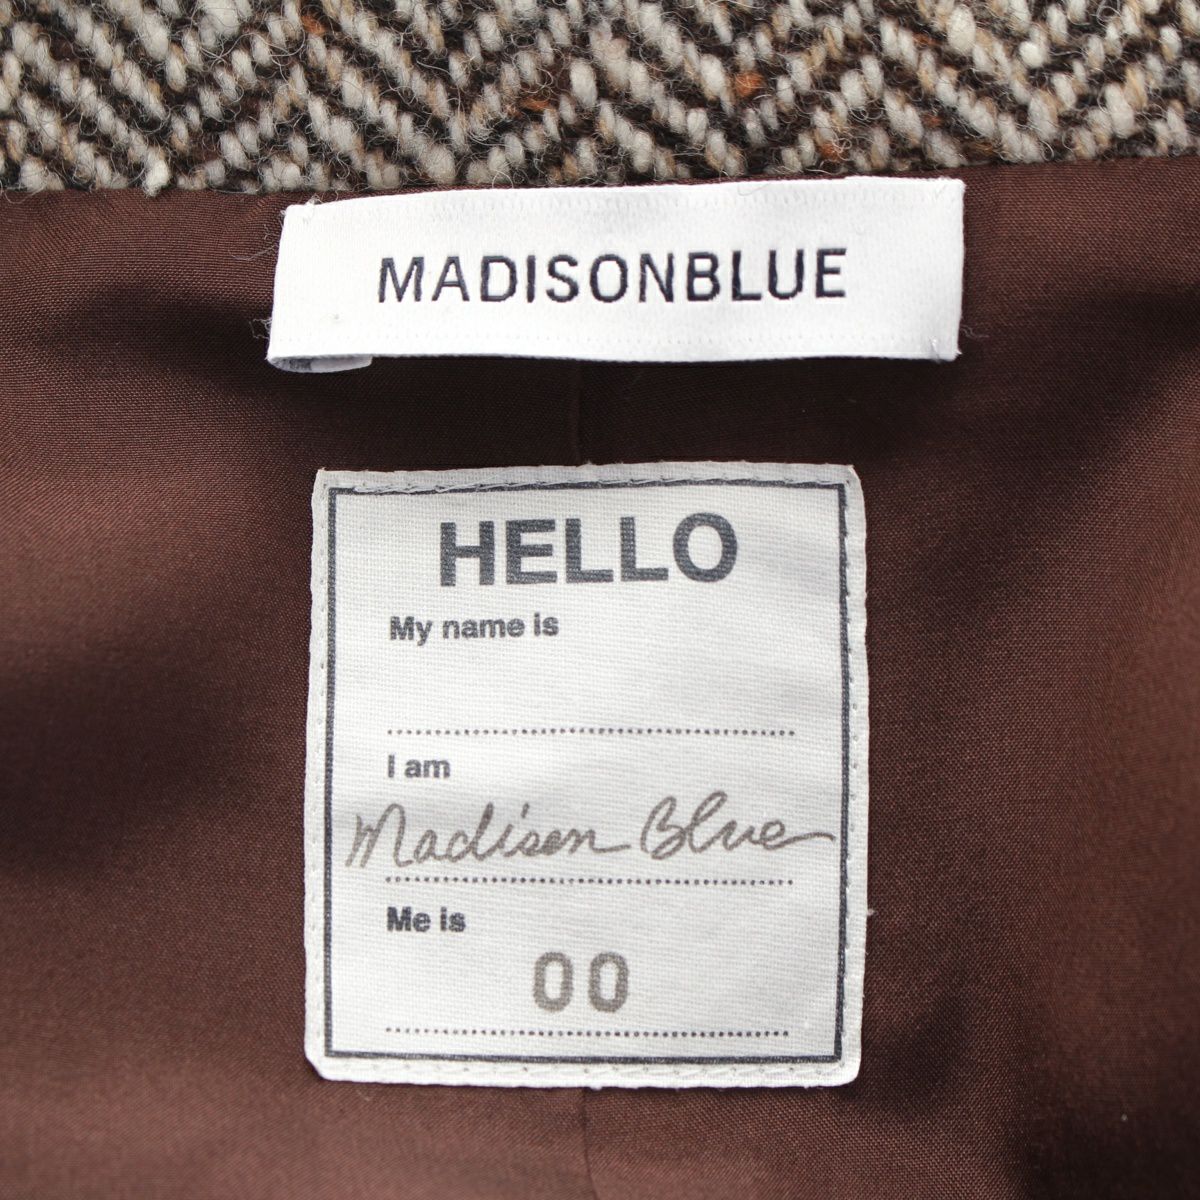 MADISONBLUE
HELLO
My name is
I am
Madison Blue
Me is
00